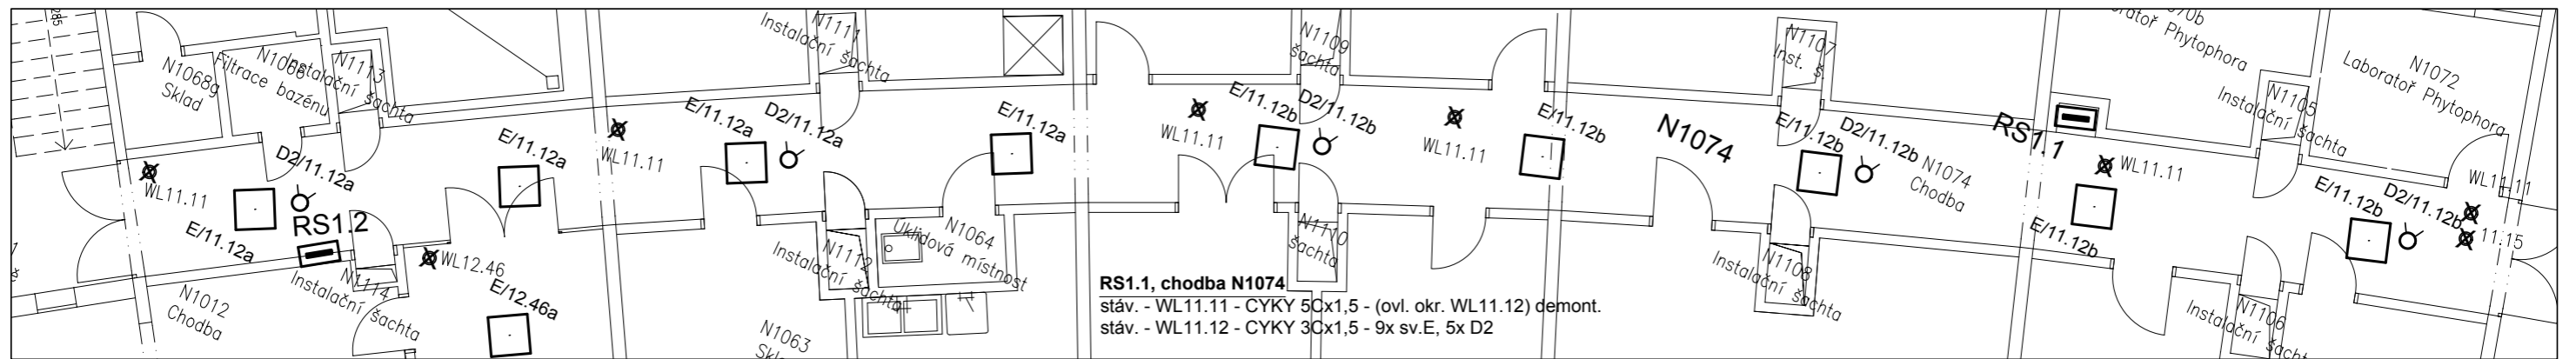 285
N1068g
Sklad
N1066
Filtrace bazénu
N1113
Instalační šachta
N1111
Instalační šachta
N1109
šachta
N1107
Inst. š.
Phytophora
N1072
Laboratoř Phytophora
N1105
Instalační šachta
WL11.11
D2/11.12a
E/11.12a
RS1.2
E/11.12a
WL11.11
E/11.12a
D2/11.12a
E/11.12a
WL11.11
E/11.12b
D2/11.12b
WL11.11
E/11.12b
N1074
E/11.12b
D2/11.12b
N1074
Chodba
RS1.1
WL11.11
E/11.12b
E/11.12b
D2/11.12b
WL11.11
11.15
N1012
Chodba
N1114
Instalační šachta
WL12.46
E/12.46a
N1112
Instalační šachta
N1064
Úklidová místnost
N1063
N1110
šachta
N1108
Instalační šachta
N1106
Instalační šachta
RS1.1, chodba N1074
stáv. - WL11.11 - CYKY 5Cx1,5 - (ovl. okr. WL11.12) demont.
stáv. - WL11.12 - CYKY 3Cx1,5 - 9x sv.E, 5x D2